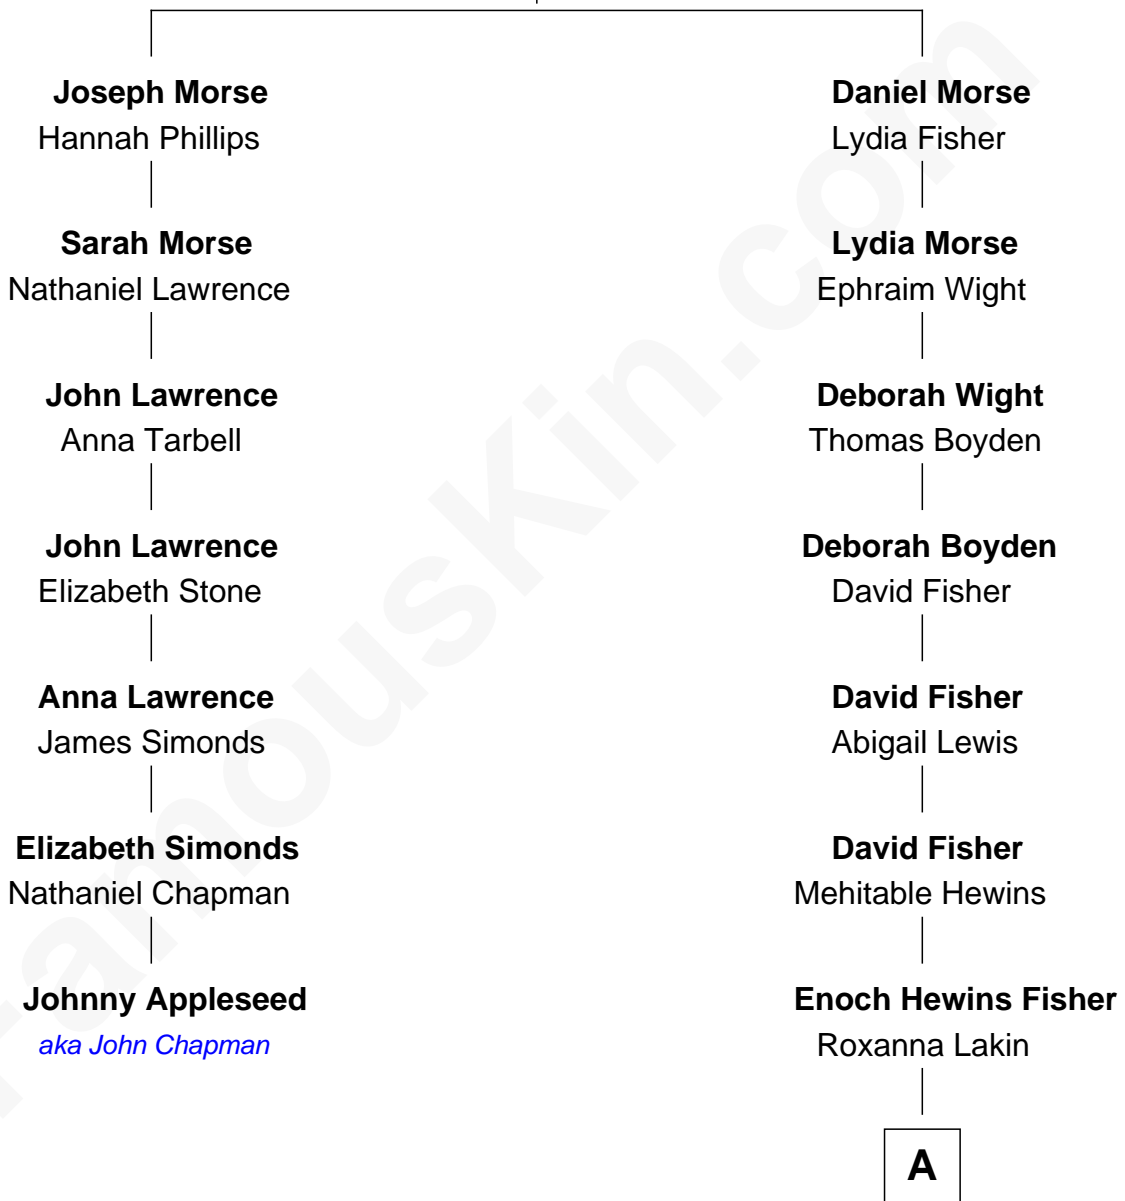 Joseph Morse
Hannah Phillips
Sarah Morse
Nathaniel Lawrence
John Lawrence
Anna Tarbell
John Lawrence
Elizabeth Stone
Anna Lawrence
James Simonds
Elizabeth Simonds
Nathaniel Chapman
Johnny Appleseed
aka John Chapman
Daniel Morse
Lydia Fisher
Lydia Morse
Ephraim Wight
Deborah Wight
Thomas Boyden
Deborah Boyden
David Fisher
David Fisher
Abigail Lewis
David Fisher
Mehitable Hewins
Enoch Hewins Fisher
Roxanna Lakin
A
FamousKin.com